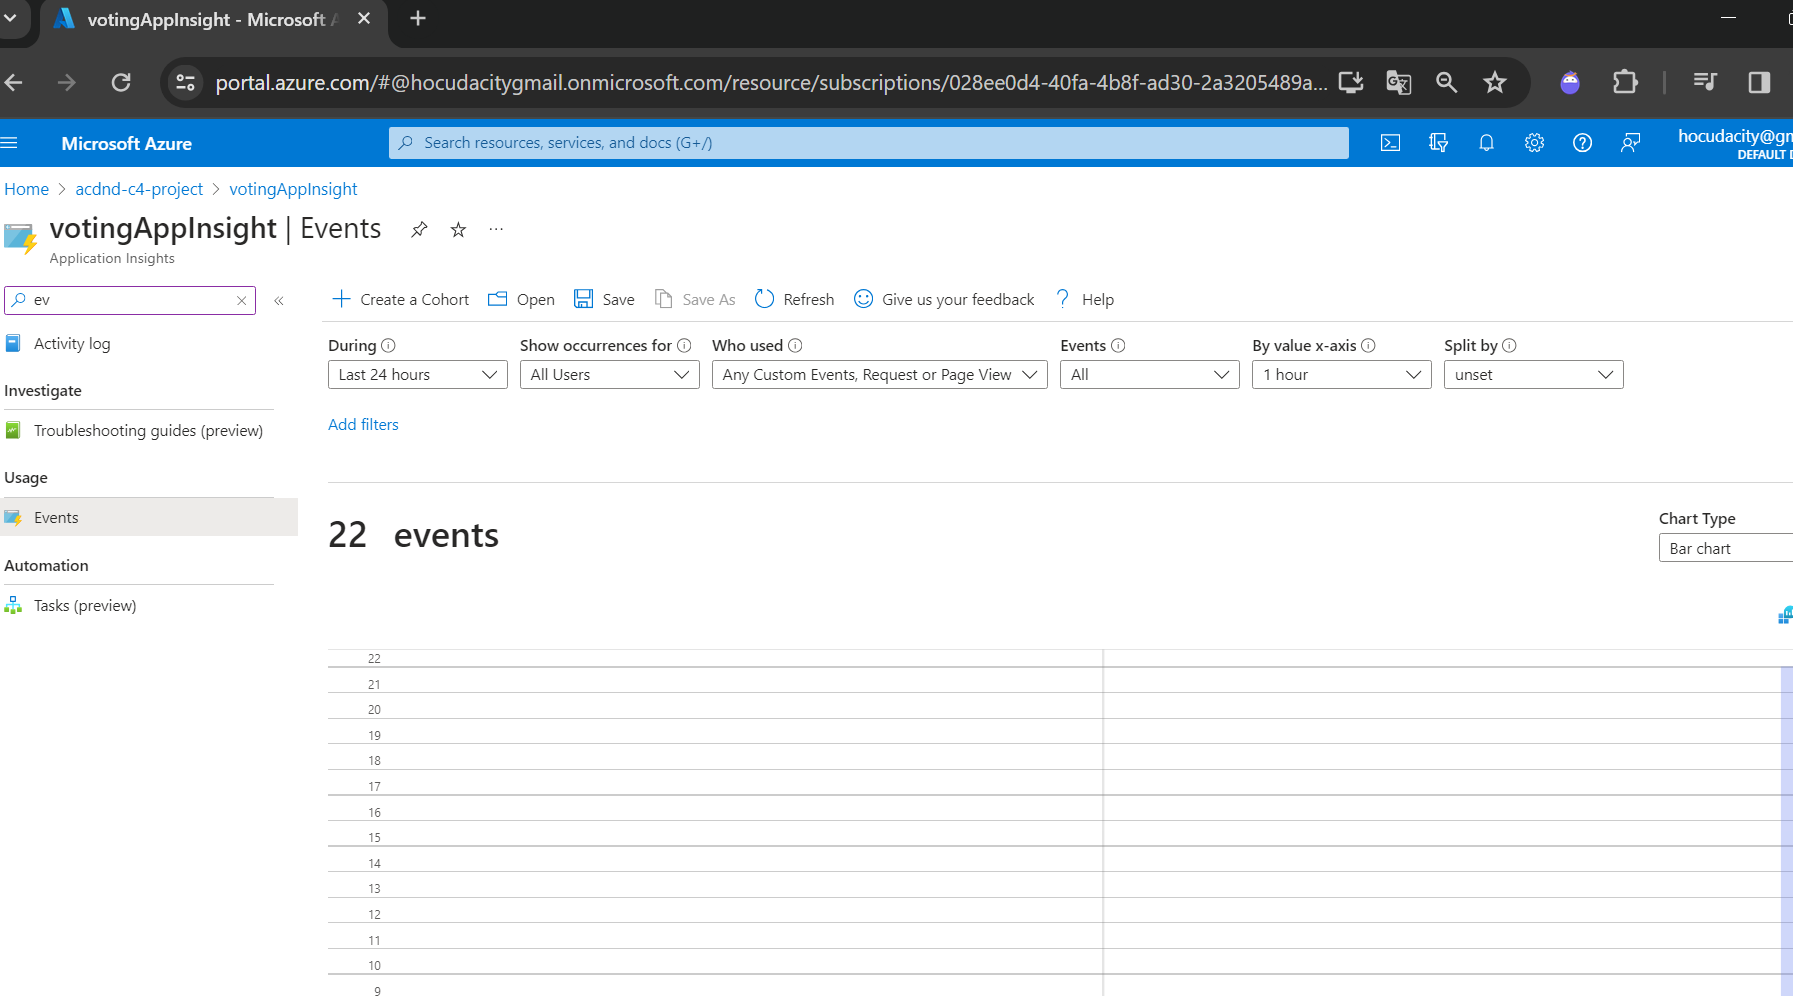 votingAppInsight - Microsoft A
portal.azure.com/#@hocudacitygmail.onmicrosoft.com/resource/subscriptions/028ee0d4-40fa-4b8f-ad30-2a3205489a...
Microsoft Azure
Search resources, services, and docs (G+/)
hocudacity@gm
DEFAULT D
Home > acdnd-c4-project > votingAppInsight
votingAppInsight | Events
Application Insights
ev
Create a Cohort Open Save Save As Refresh Give us your feedback Help
Activity log
Investigate
Troubleshooting guides (preview)
Usage
Events
Automation
Tasks (preview)
During Show occurrences for Who used Events By value x-axis Split by
Last 24 hours All Users Any Custom Events, Request or Page View All 1 hour unset
Add filters
22 events
Chart Type
Bar chart
22
21
20
19
18
17
16
15
14
13
12
11
10
9